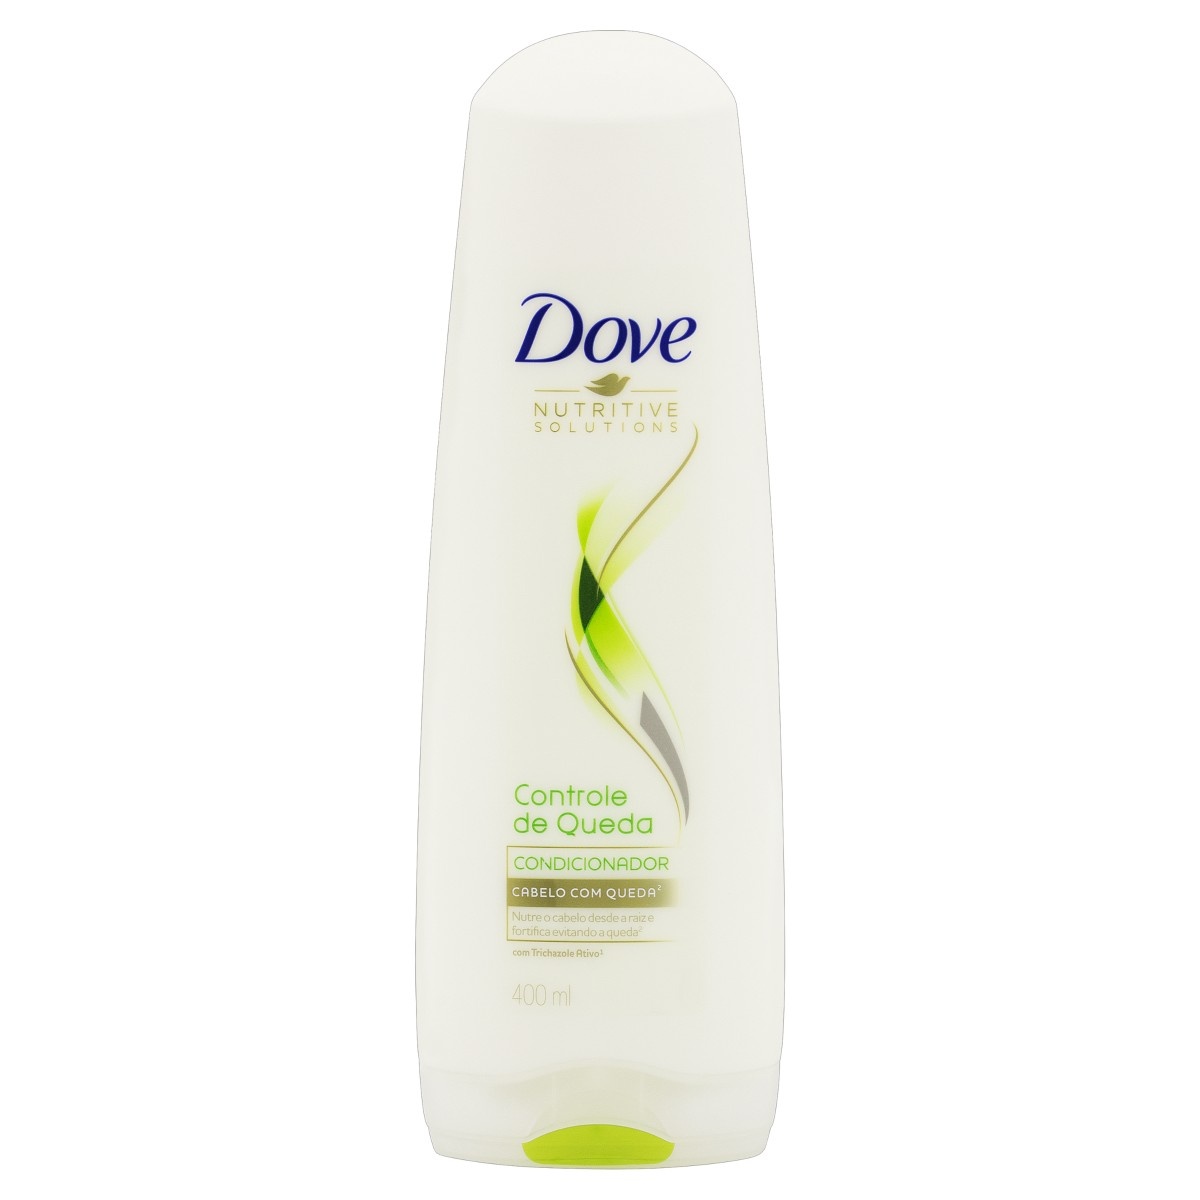 Dove
NUTRITIVE
SOLUTIONS
Controle
de Queda
CONDICIONADOR
CABELO COM QUEDA²
Nutre o cabelo desde a raiz e
fortifica evitando a queda²
com Trichazole Ativo¹
400 ml